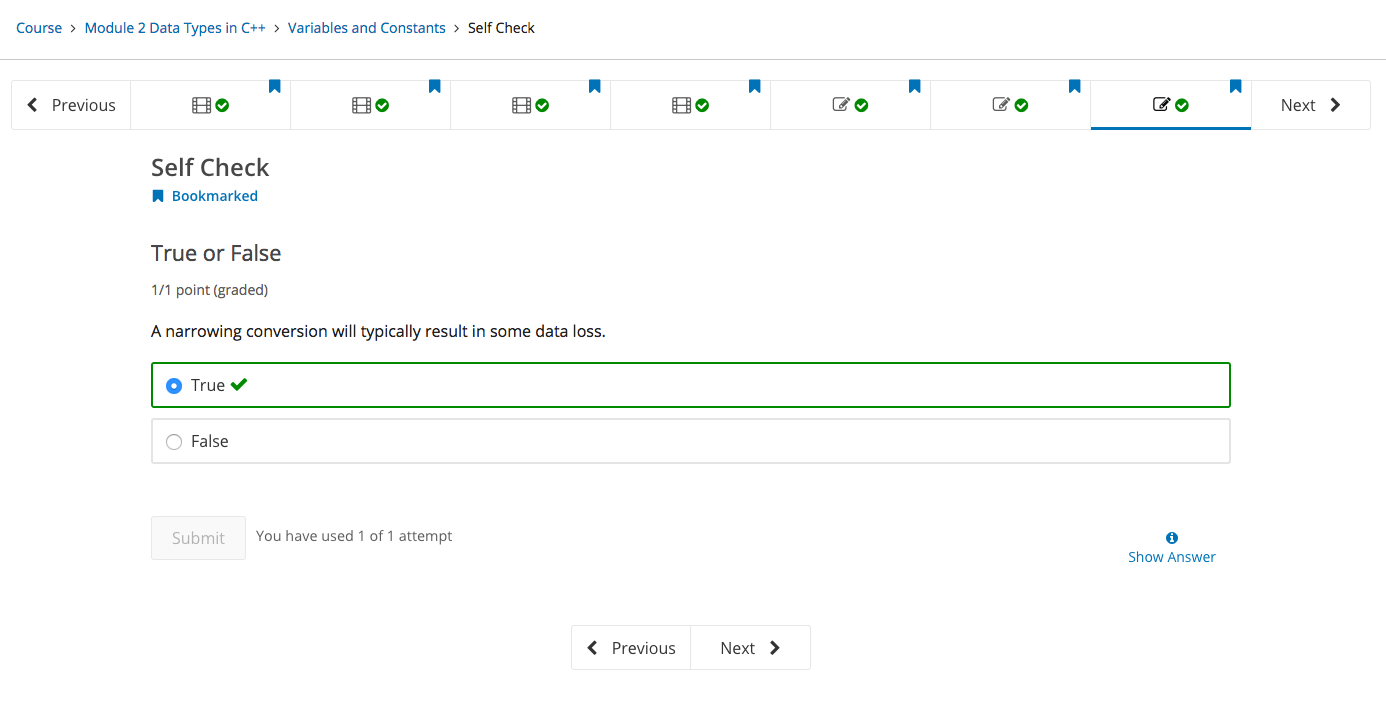 Course > Module 2 Data Types in C++ > Variables and Constants > Self Check
Previous
Next
Self Check
Bookmarked
True or False
1/1 point (graded)
A narrowing conversion will typically result in some data loss.
True
False
Submit You have used 1 of 1 attempt
Show Answer
Previous Next